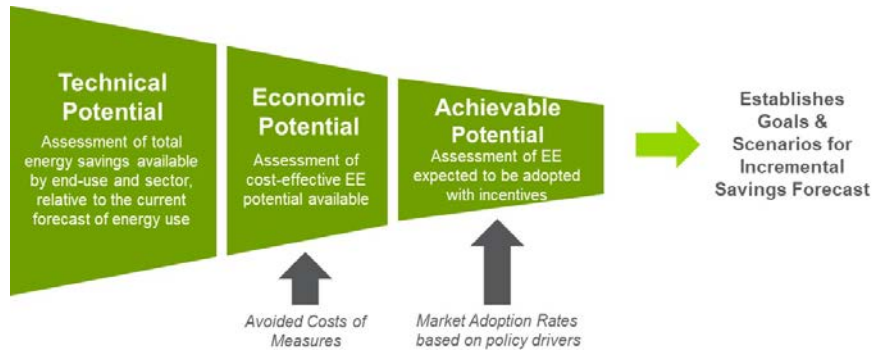 Technical
Potential
Assessment of total
energy savings available
by end-use and sector,
relative to the current
forecast of energy use
Economic
Potential
Assessment of
cost-effective EE
potential available
Achievable
Potential
Assessment of EE
expected to be adopted
with incentives
Establishes
Goals &
Scenarios for
Incremental
Savings Forecast
Avoided Costs of
Measures
Market Adoption Rates
based on policy drivers